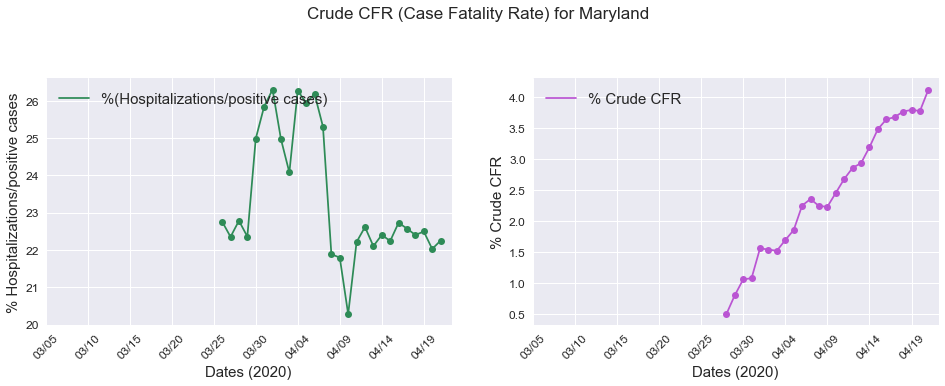 Crude CFR (Case Fatality Rate) for Maryland
%(Hospitalizations/positive cases)
% Hospitalizations/positive cases
26
25
24
23
22
21
20
03/05 03/10 03/15 03/20 03/25 03/30 04/04 04/09 04/14 04/19
Dates (2020)
% Crude CFR
% Crude CFR
4.0
3.5
3.0
2.5
2.0
1.5
1.0
0.5
03/05 03/10 03/15 03/20 03/25 03/30 04/04 04/09 04/14 04/19
Dates (2020)